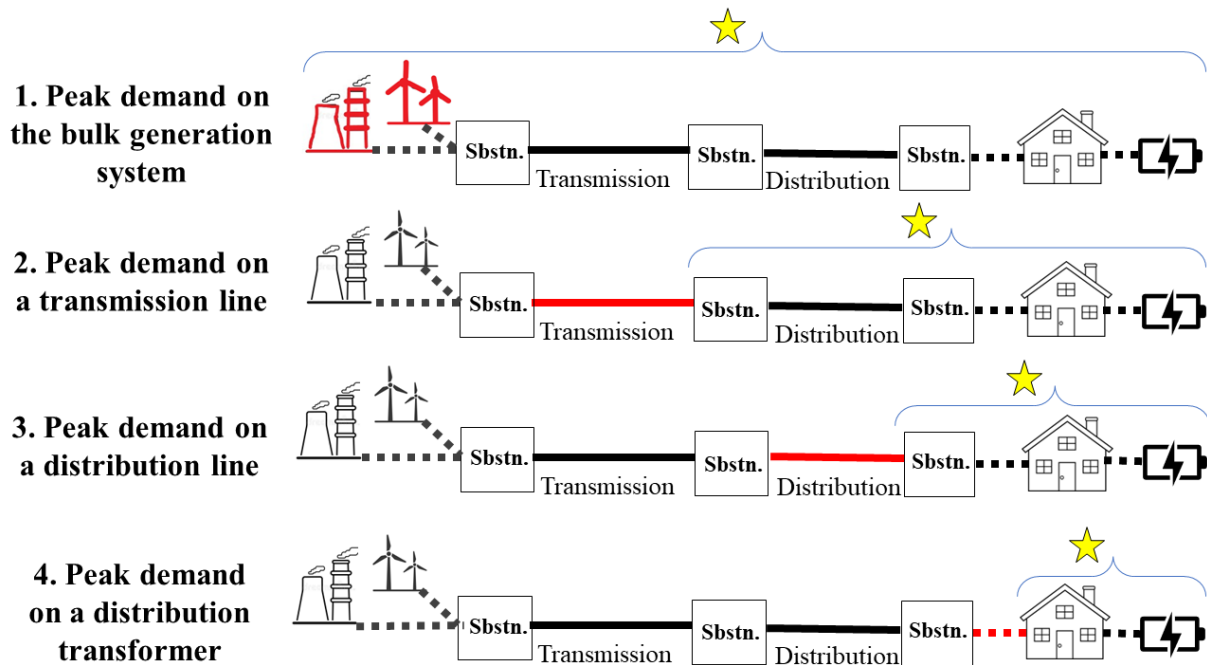 1. Peak demand on
the bulk generation
system
Sbstn.
Sbstn.
Sbstn.
Transmission
Distribution
2. Peak demand on
a transmission line
Sbstn.
Sbstn.
Sbstn.
Transmission
Distribution
3. Peak demand on
a distribution line
Sbstn.
Sbstn.
Sbstn.
Transmission
Distribution
4. Peak demand
on a distribution
transformer
Sbstn.
Sbstn.
Sbstn.
Transmission
Distribution